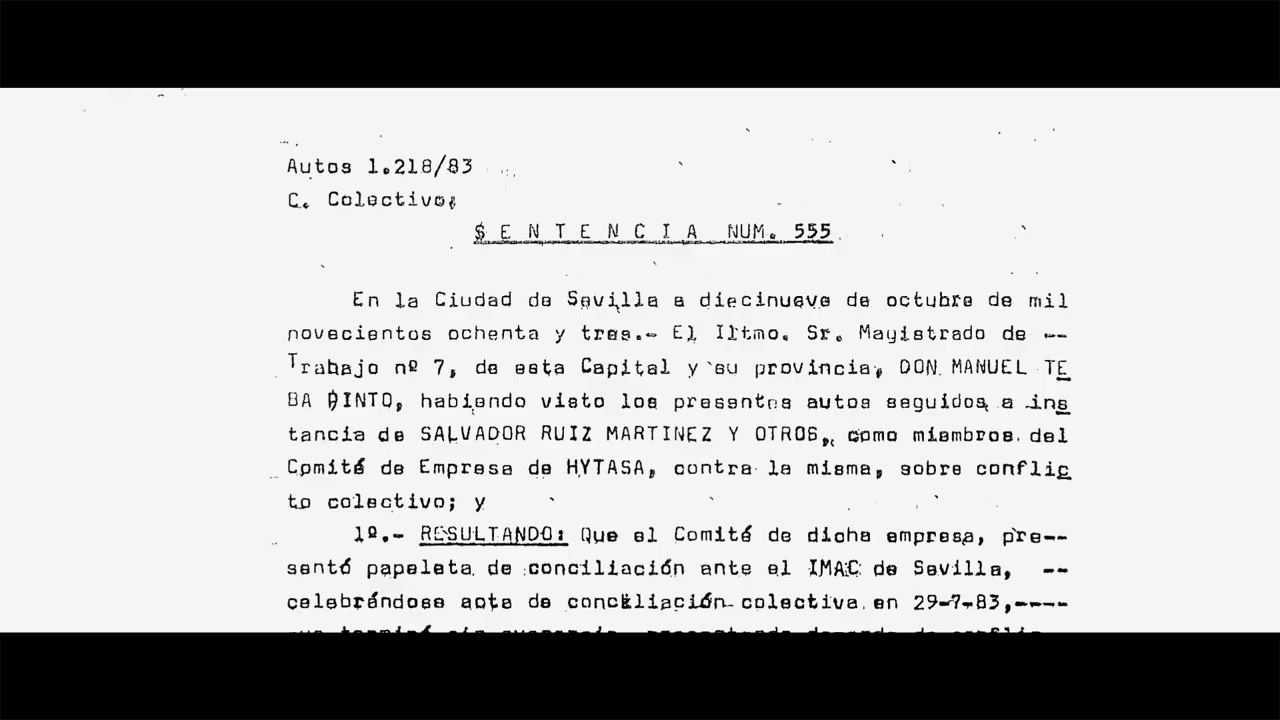 Autos 1.218/83
C. Colectivo;
SENTENCIA NUM. 555
En la Ciudad de Sevilla a diecinueve de octubre de mil
novecientos ochenta y tres.- El Iltmo. Sr. Magistrado de --
Trabajo nº 7, de esta Capital y su provincia, DON MANUEL TE
BA PINTO, habiendo visto los presentes autos seguidos a ins
tancia de SALVADOR RUIZ MARTINEZ Y OTROS, como miembros del
Comité de Empresa de HYTASA, contra la misma, sobre conflic
to colectivo; y
1º.- RESULTANDO: Que el Comité de dicha empresa, pre--
sentó papeleta de conciliación ante el IMAC de Sevilla, --
celebrándose acta de conciliación colectiva en 29-7-83,----